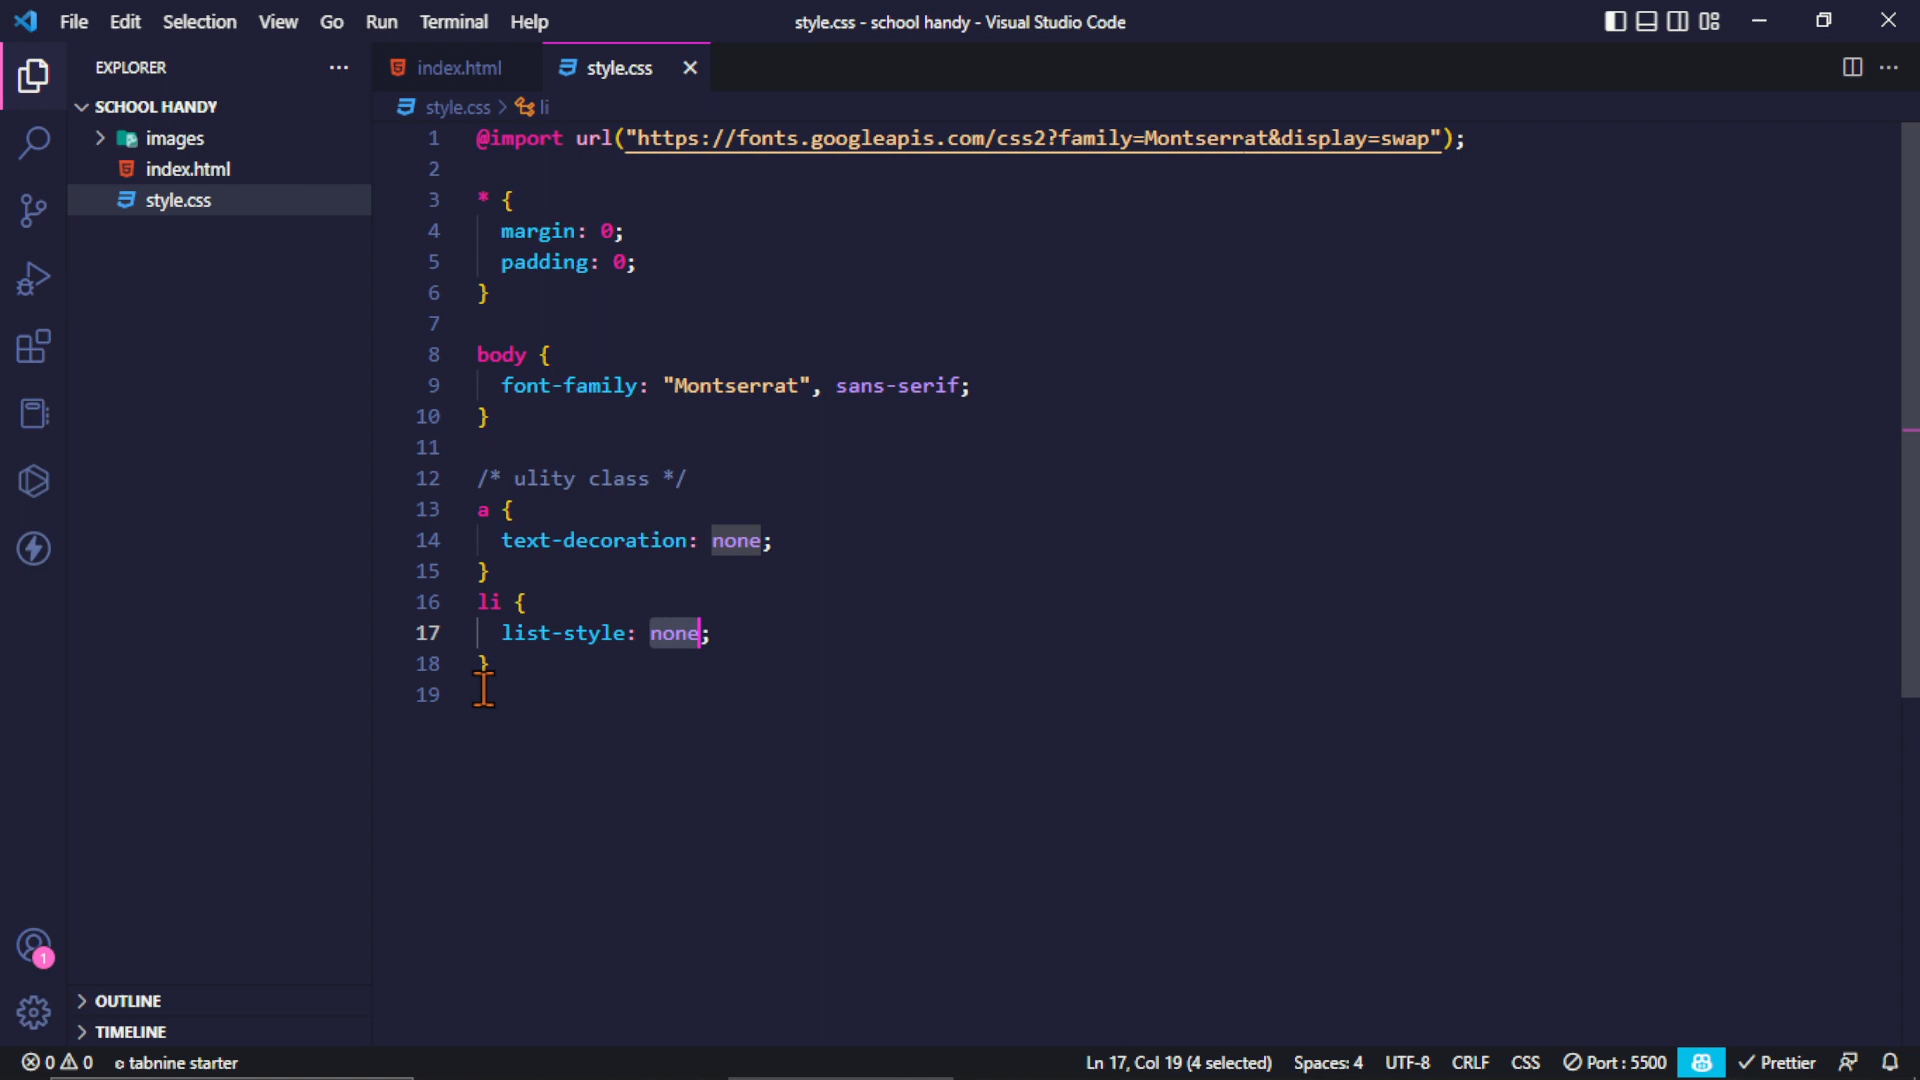 File Edit Selection View Go Run Terminal Help
style.css - school handy - Visual Studio Code
EXPLORER
SCHOOL HANDY
images
index.html
style.css
OUTLINE
TIMELINE
1
index.html
style.css
style.css > li
1 @import url("https://fonts.googleapis.com/css2?family=Montserrat&display=swap");
2
3 * {
4 margin: 0;
5 padding: 0;
6 }
7
8 body {
9 font-family: "Montserrat", sans-serif;
10 }
11
12 /* ulity class */
13 a {
14 text-decoration: none;
15 }
16 li {
17 list-style: none;
18 }
19
0 0 tabnine starter
Ln 17, Col 19 (4 selected) Spaces: 4 UTF-8 CRLF CSS Port : 5500 Prettier